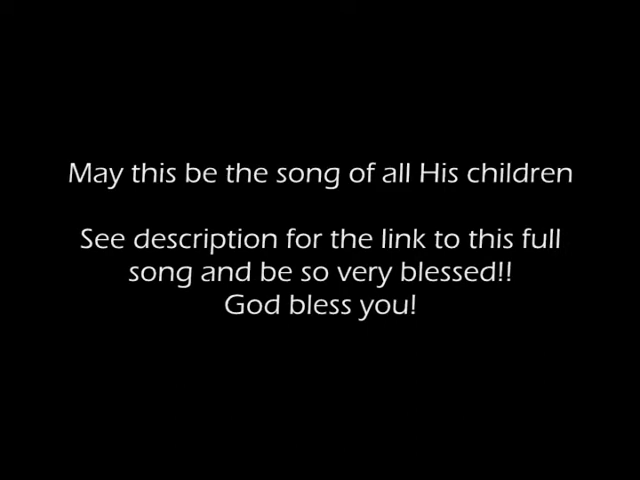 May this be the song of all His children
See description for the link to this full
song and be so very blessed!!
God bless you!